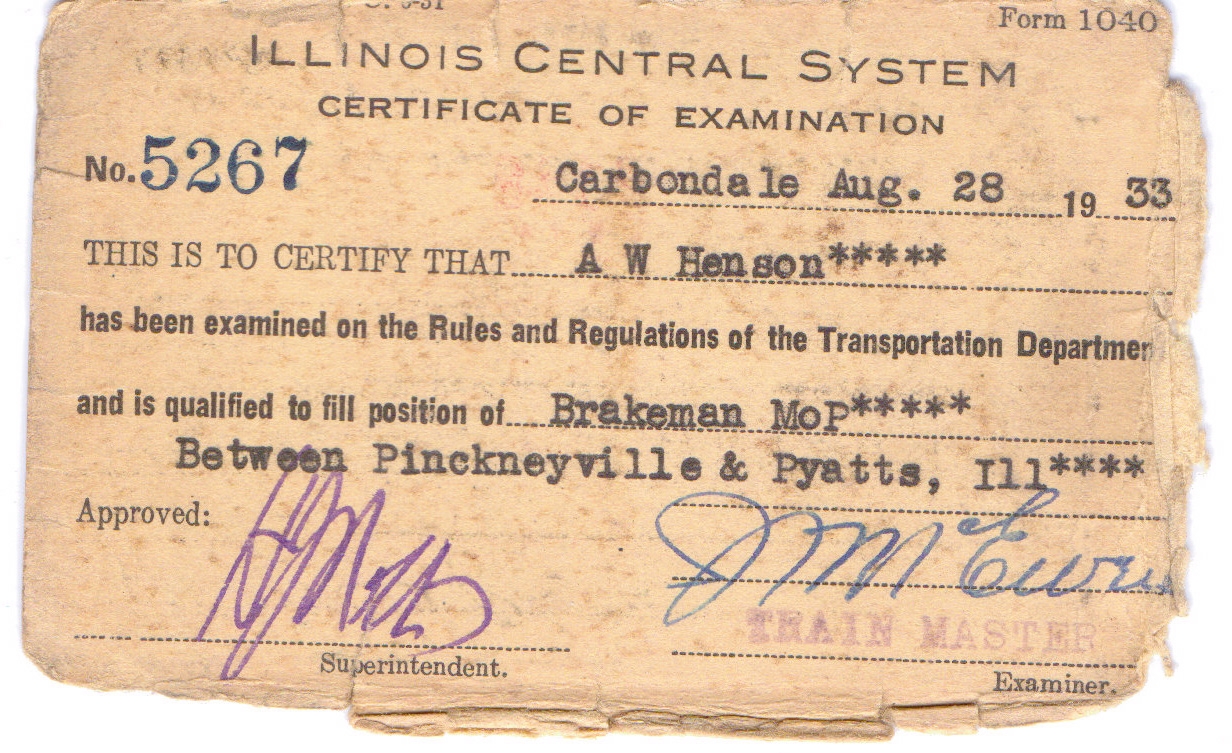 Form 1040
ILLINOIS CENTRAL SYSTEM
CERTIFICATE OF EXAMINATION
No. 5267
Carbondale Aug. 28 19 33
THIS IS TO CERTIFY THAT A W Henson*****
has been examined on the Rules and Regulations of the Transportation Departmen
and is qualified to fill position of Brakeman MoP*****
Between Pinckneyville & Pyatts, Ill****
Approved:
J McEwen
TRAIN MASTER
Superintendent.
Examiner.